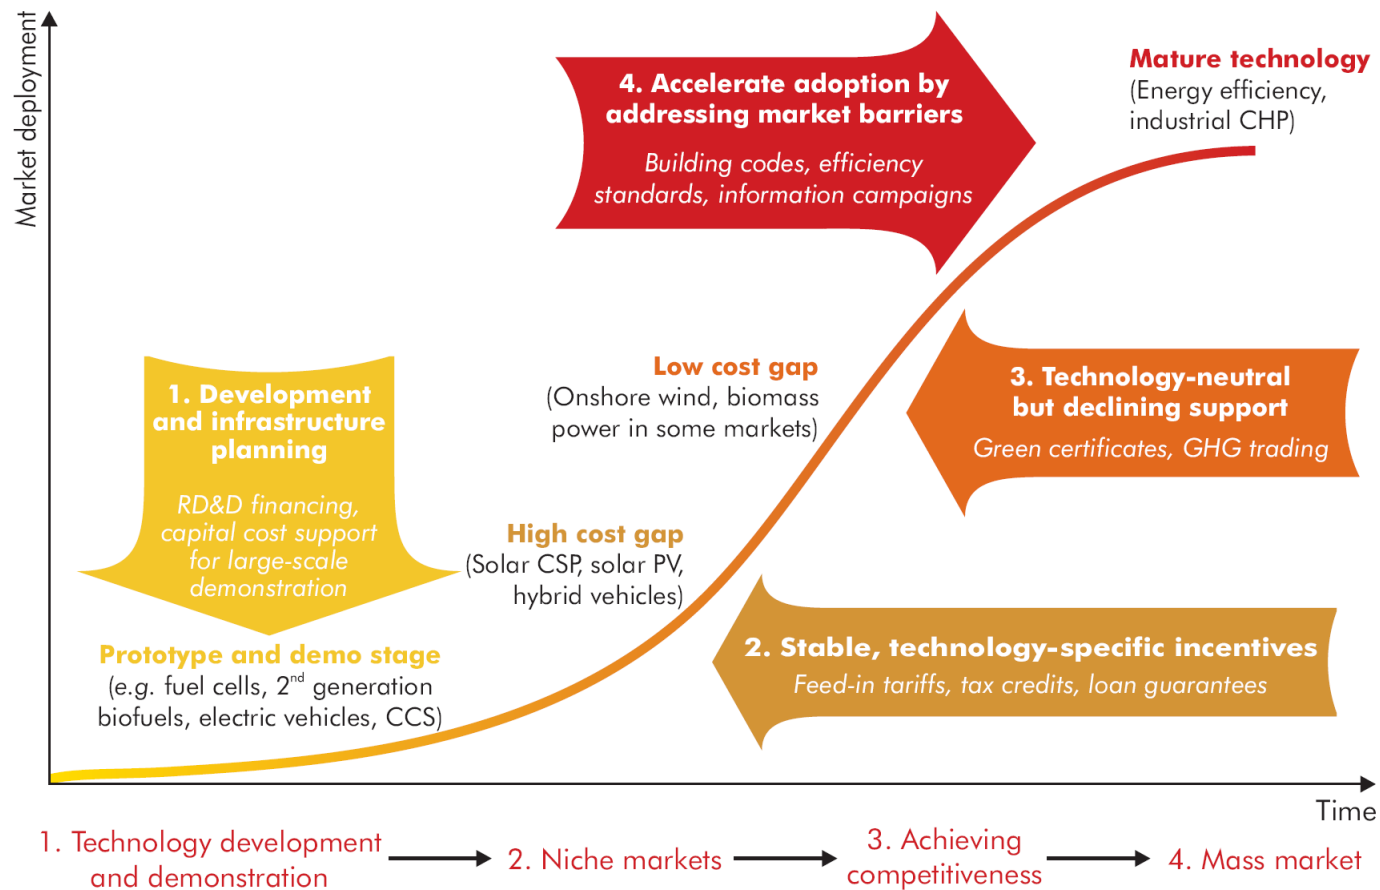 Market deployment
4. Accelerate adoption by
addressing market barriers
Building codes, efficiency
standards, information campaigns
Mature technology
(Energy efficiency,
industrial CHP)
1. Development
and infrastructure
planning
RD&D financing,
capital cost support
for large-scale
demonstration
Low cost gap
(Onshore wind, biomass
power in some markets)
3. Technology-neutral
but declining support
Green certificates, GHG trading
High cost gap
(Solar CSP, solar PV,
hybrid vehicles)
2. Stable, technology-specific incentives
Feed-in tariffs, tax credits, loan guarantees
Prototype and demo stage
(e.g. fuel cells, 2nd generation
biofuels, electric vehicles, CCS)
Time
1. Technology development
and demonstration
2. Niche markets
3. Achieving
competitiveness
4. Mass market